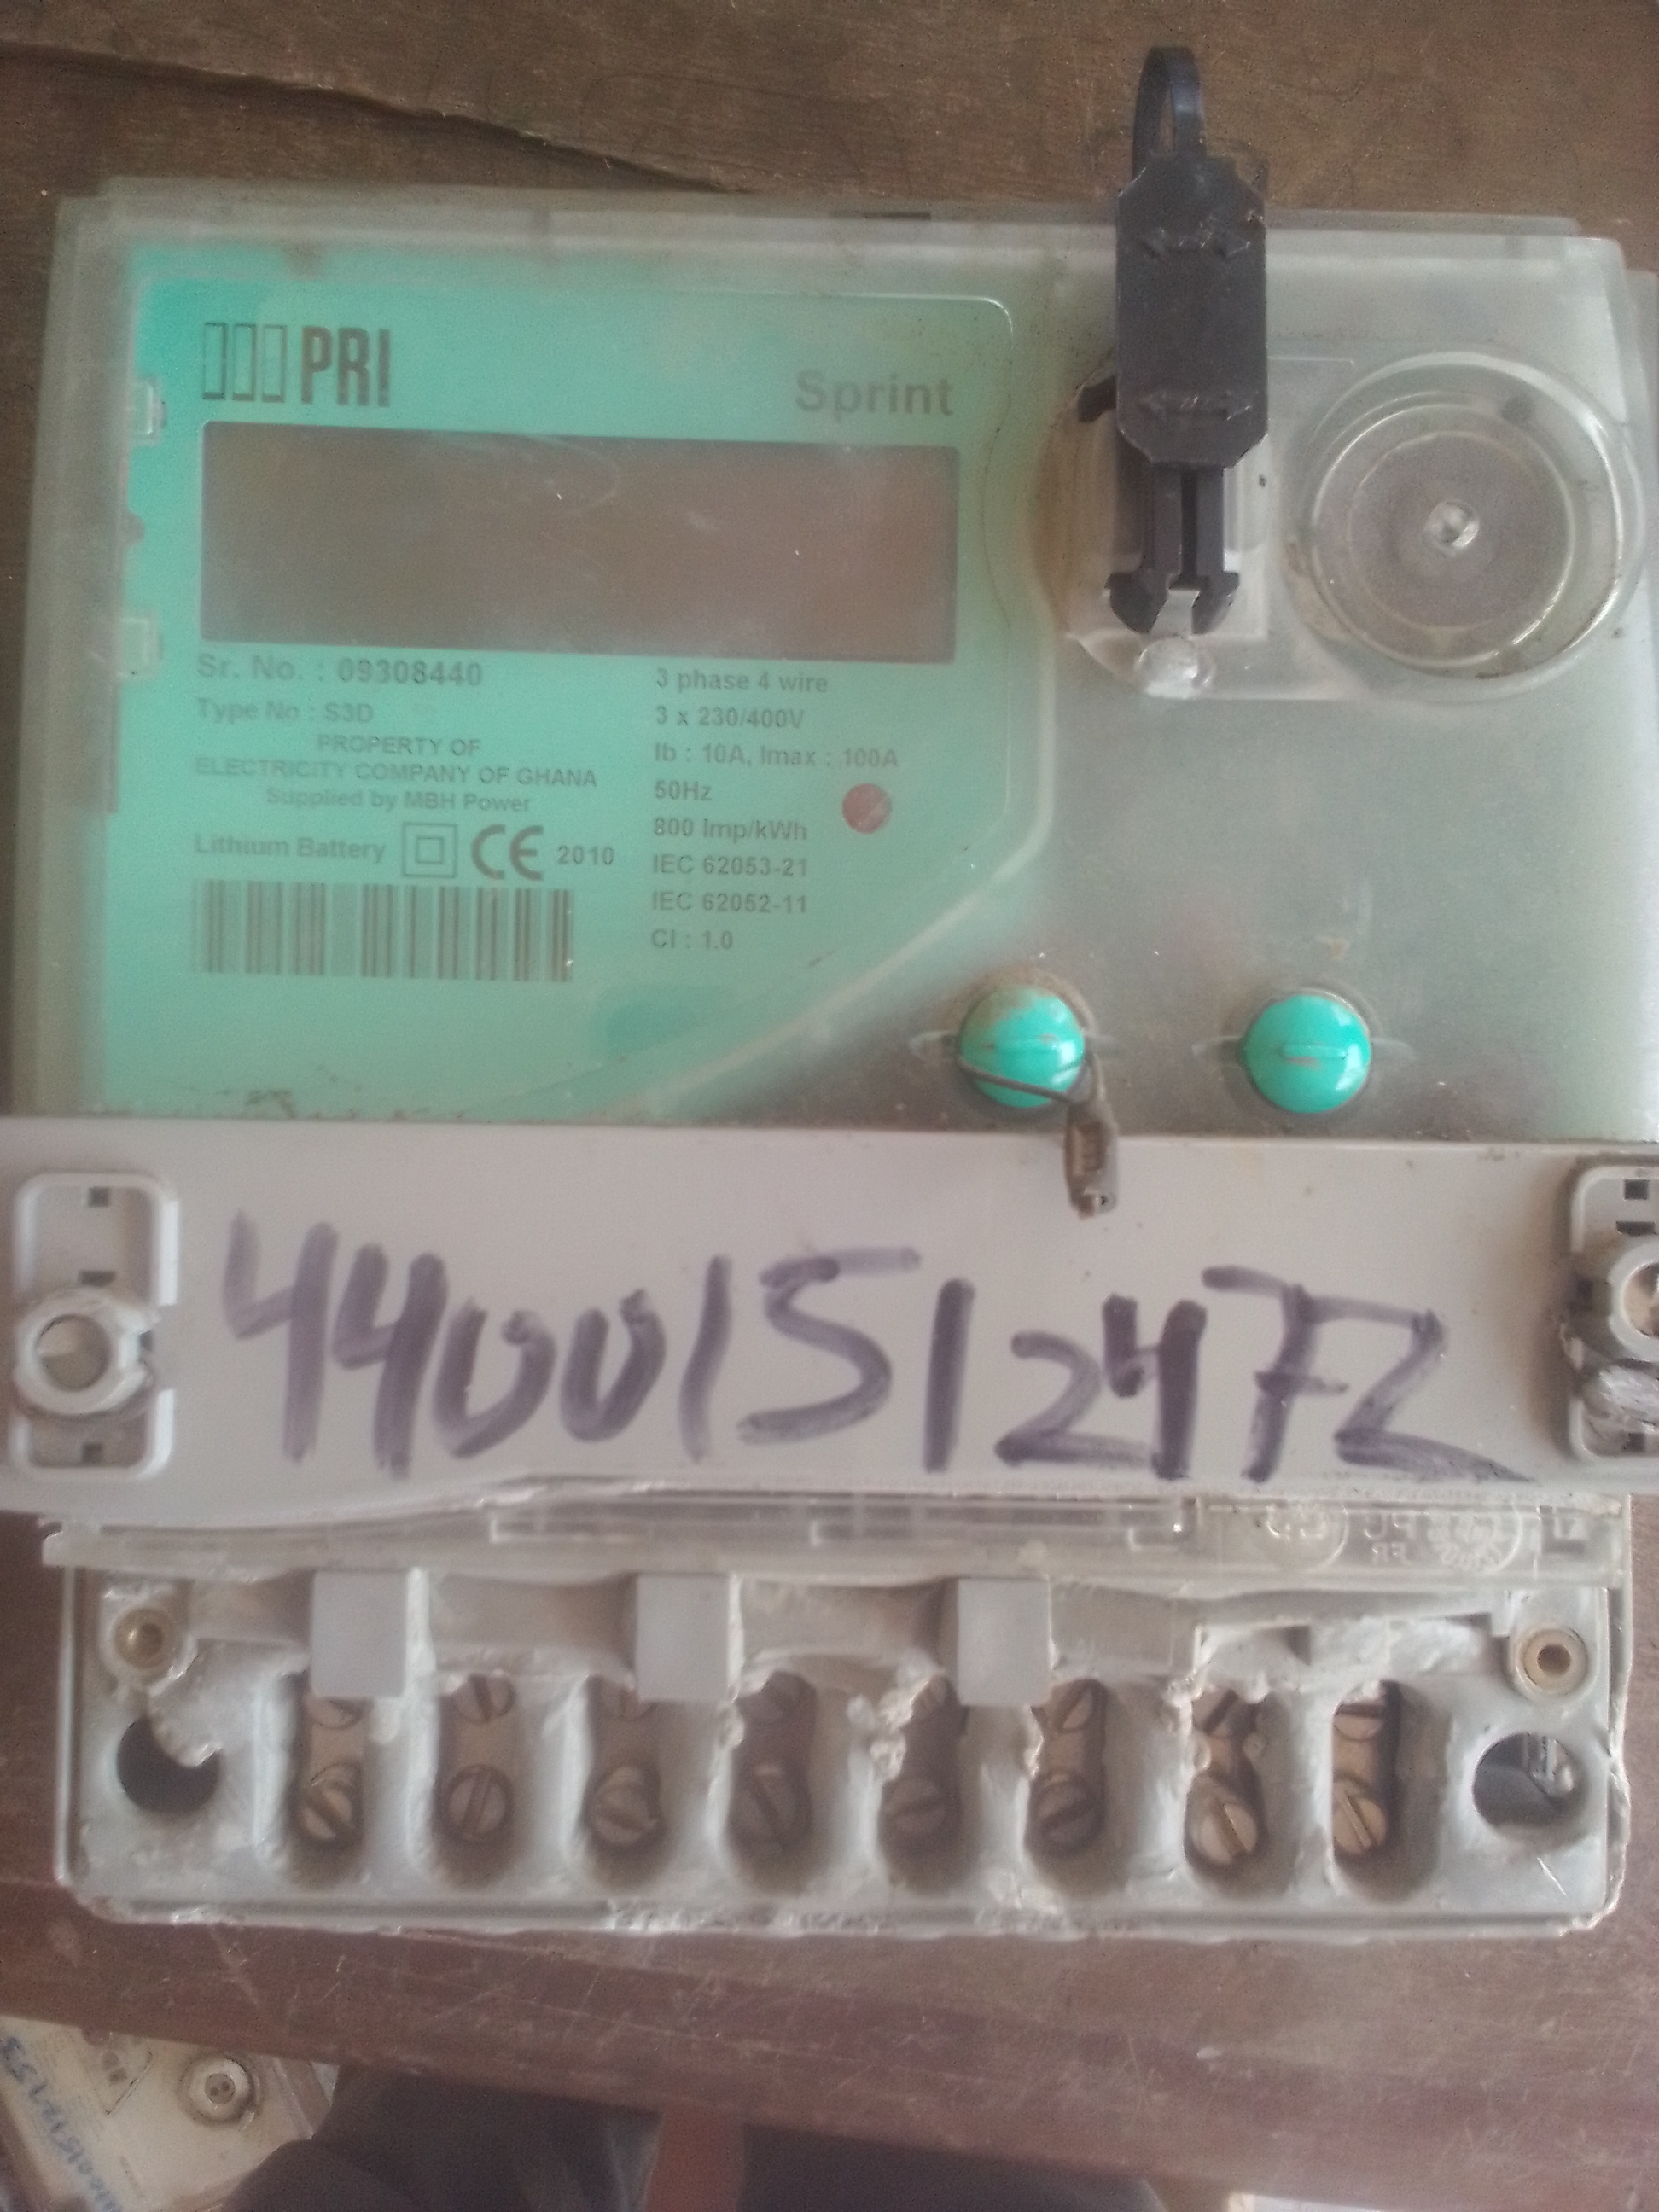 PRI
Sprint
Sr. No. : 09308440
Type No : S3D
PROPERTY OF
ELECTRICITY COMPANY OF GHANA
Supplied by MBH Power
Lithium Battery CE 2010
3 phase 4 wire
3 x 230/400V
Ib : 10A, Imax : 100A
50Hz
800 Imp/kWh
IEC 62053-21
IEC 62052-11
Cl : 1.0
44001512472